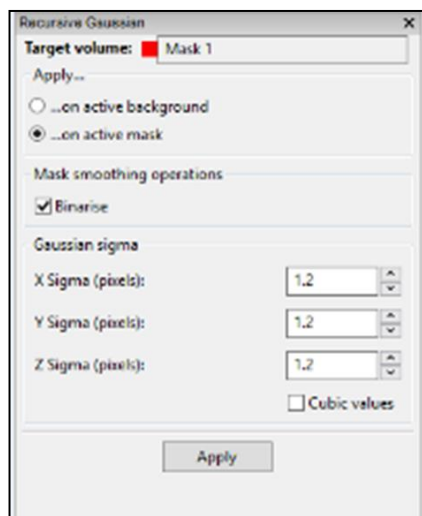 Recursive Gaussian
Target volume: Mask 1
Apply...
...on active background
...on active mask
Mask smoothing operations
Binarise
Gaussian sigma
X Sigma (pixels): 1.2
Y Sigma (pixels): 1.2
Z Sigma (pixels): 1.2
Cubic values
Apply